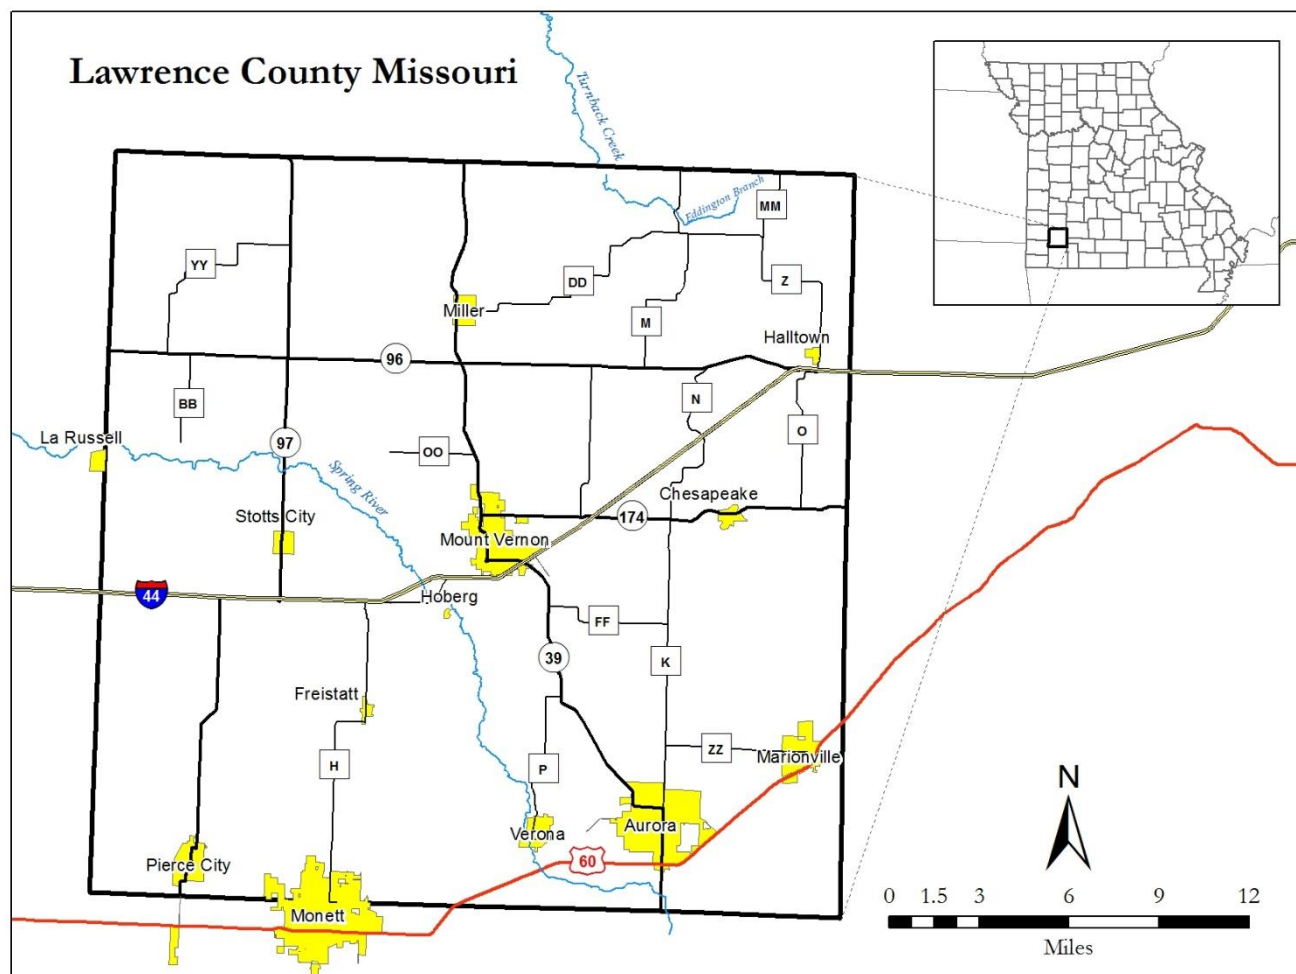 Lawrence County Missouri
Turnback Creek
Eddington Branch
MM
YY
DD
Z
Miller
M
Halltown
96
BB
N
O
La Russell
97
OO
Spring River
Chesapeake
Stotts City
174
Mount Vernon
44
Hoberg
FF
39
K
Freistatt
ZZ
Marionville
H
P
N
Verona
Aurora
Pierce City
60
Monett
0 1.5 3 6 9 12
Miles